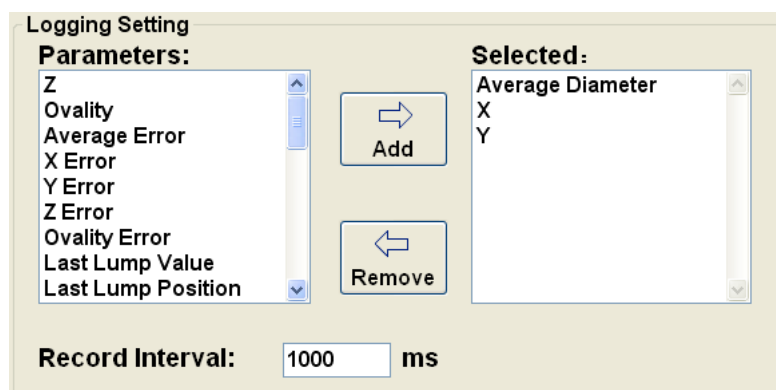 Logging Setting
Parameters:
Z
Ovality
Average Error
X Error
Y Error
Z Error
Ovality Error
Last Lump Value
Last Lump Position
Add
Remove
Selected：
Average Diameter
X
Y
Record Interval: 1000 ms